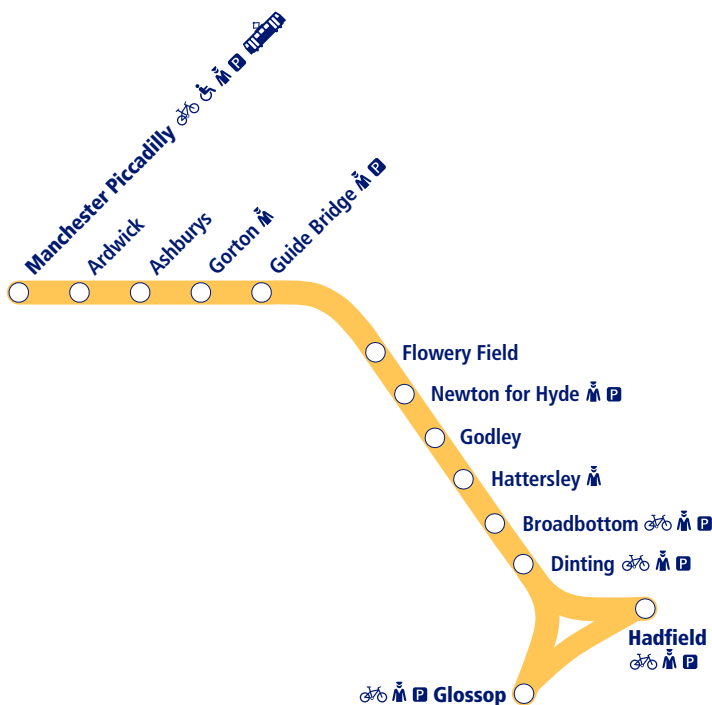 Manchester Piccadilly P
Ardwick
Ashburys
Gorton
Guide Bridge P
Flowery Field
Newton for Hyde P
Godley
Hattersley
Broadbottom P
Dinting P
Hadfield
P
P Glossop